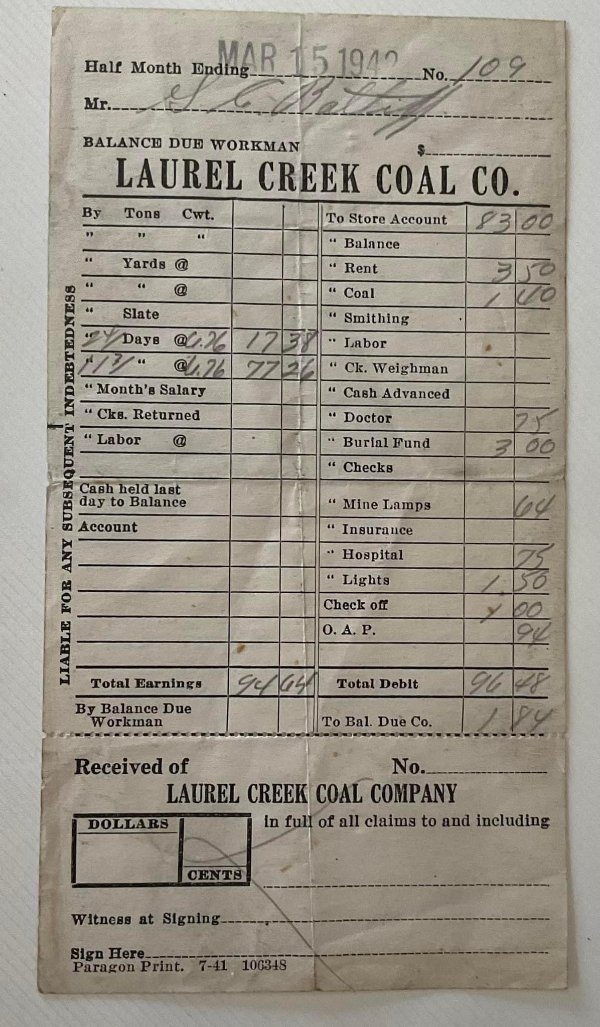 Half Month Ending MAR 15 1942 No. 109
Mr. S C
BALANCE DUE WORKMAN $
LAUREL CREEK COAL CO.
By Tons Cwt. To Store Account 83 00
" " " " Balance
" Yards @ " Rent 3 50
" " @ " Coal 1 40
" Slate " Smithing
" Days @ 6.76 17 38 " Labor
" " @ 6.76 77 26 " Ck. Weighman
" Month's Salary " Cash Advanced
" Cks. Returned " Doctor 75
" Labor @ " Burial Fund 3 00
" Checks
Cash held last
day to Balance " Mine Lamps 64
Account " Insurance
" Hospital 75
" Lights 1 50
Check off 00
O. A. P. 94
Total Earnings 94 64 Total Debit 96 48
By Balance Due
Workman To Bal. Due Co. 1 84
LIABLE FOR ANY SUBSEQUENT INDEBTEDNESS
Received of No.
LAUREL CREEK COAL COMPANY
DOLLARS in full of all claims to and including
CENTS
Witness at Signing
Sign Here
Paragon Print. 7-41 106348